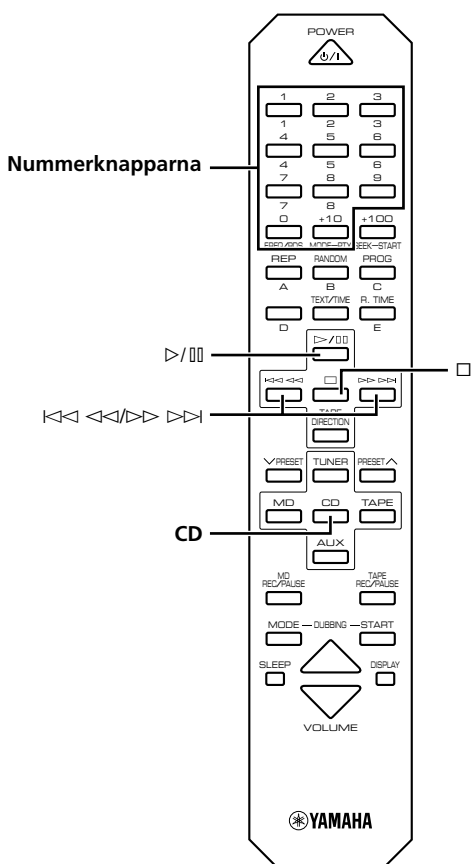 POWER
⏻/I
1 2 3
1 2 3
4 5 6
Nummerknapparna
4 5 6
7 8 9
7 8
0 +10 +100
FREQ/RDS MODE–PTY SEEK–START
REP RANDOM PROG
A B C
TEXT/TIME R. TIME
D E
▷/▯▯
▷/▯▯
□
|◁◁ ◁◁ □ ▷▷ ▷▷|
|◁◁ ◁◁/▷▷ ▷▷|
TAPE
DIRECTION
∨PRESET TUNER PRESET∧
MD CD TAPE
CD
AUX
MD REC/PAUSE TAPE REC/PAUSE
MODE — DUBBING — START
SLEEP DISPLAY
VOLUME
YAMAHA